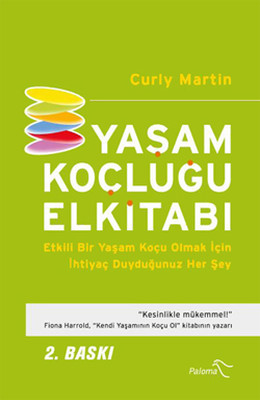 Curly Martin
YAŞAM
KOÇLUĞU
ELKİTABI
Etkili Bir Yaşam Koçu Olmak İçin
İhtiyaç Duyduğunuz Her Şey
"Kesinlikle mükemmel!"
Fiona Harrold, "Kendi Yaşamının Koçu Ol" kitabının yazarı
2. BASKI
Paloma